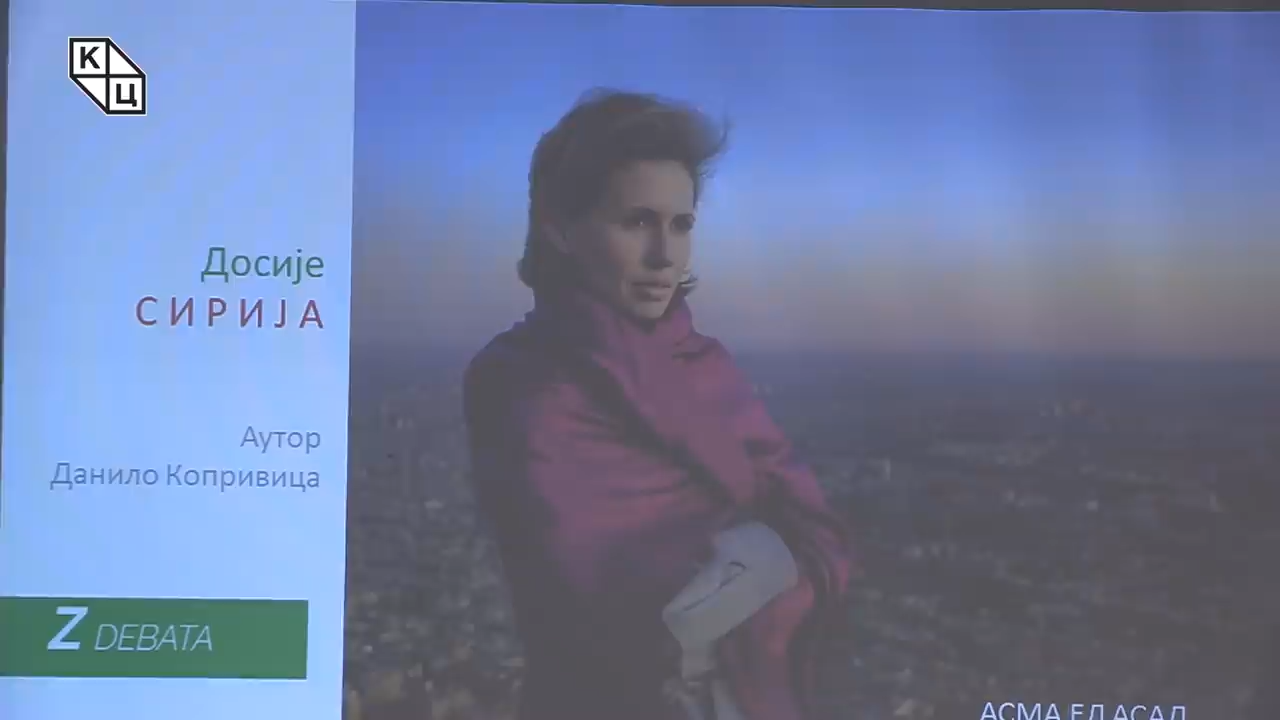 К
Ц
Досије
СИРИЈА
Аутор
Данило Копривица
Z DEBATA
АСМА ЕЛ АСАД